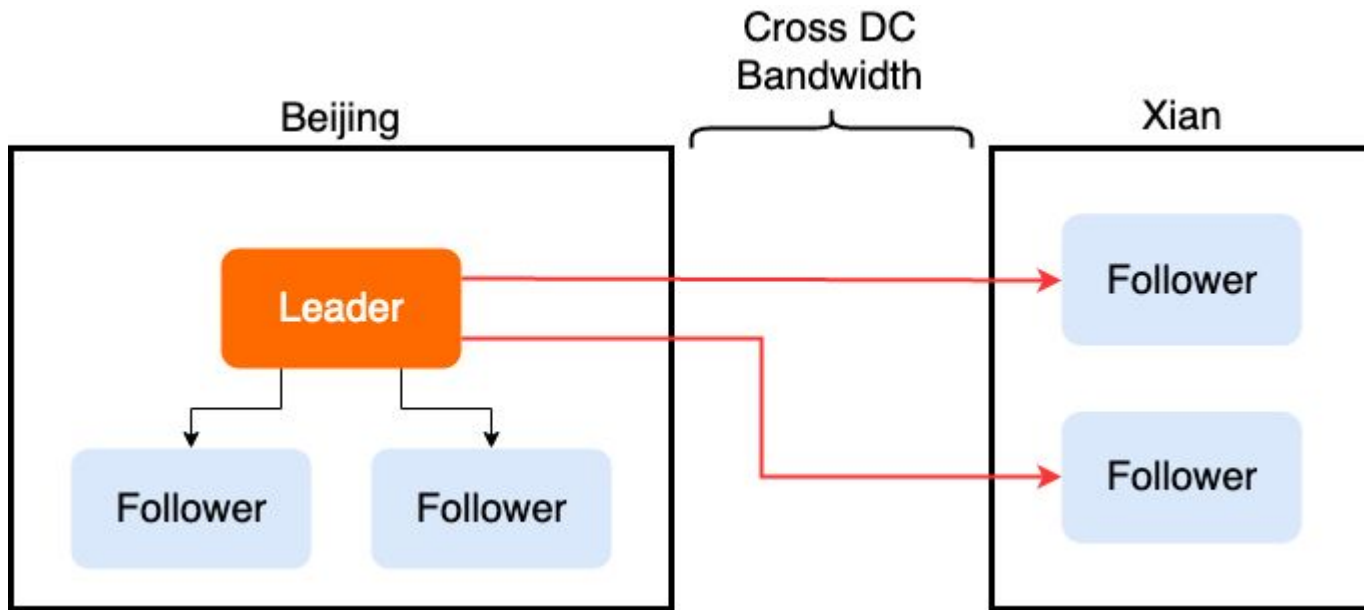 Cross DC
Bandwidth
Beijing
Xian
Leader
Follower
Follower
Follower
Follower